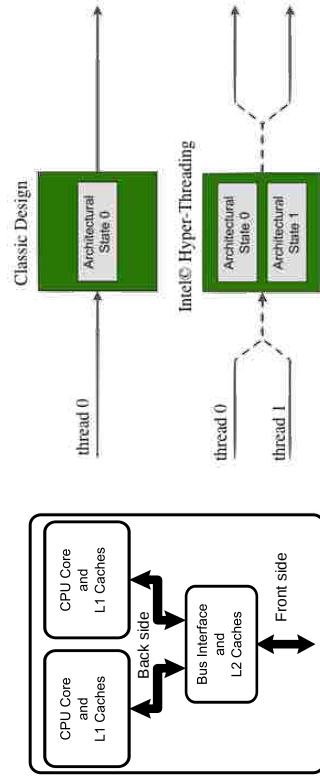 CPU Core
and
L1 Caches
CPU Core
and
L1 Caches
Back side
Bus Interface
and
L2 Caches
Front side
Classic Design
thread 0
Architectural
State 0
Intel© Hyper-Threading
thread 0
thread 1
Architectural
State 0
Architectural
State 1